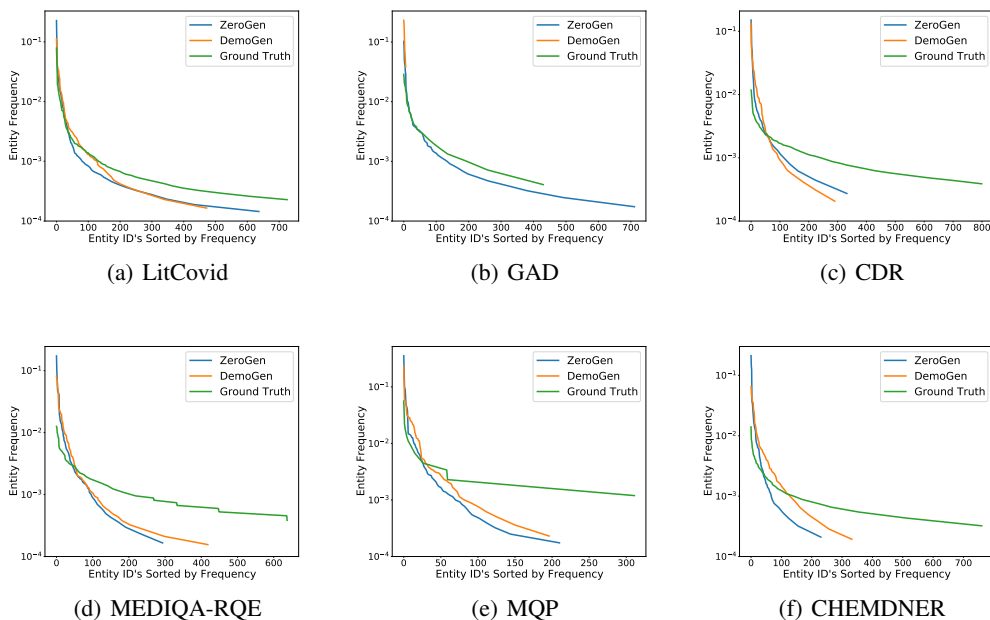 10⁻¹
10⁻²
10⁻³
10⁻⁴
Entity Frequency
ZeroGen
DemoGen
Ground Truth
0 100 200 300 400 500 600 700
Entity ID's Sorted by Frequency
(a) LitCovid
10⁻¹
10⁻²
10⁻³
10⁻⁴
Entity Frequency
ZeroGen
DemoGen
Ground Truth
0 100 200 300 400 500 600 700
Entity ID's Sorted by Frequency
(b) GAD
10⁻¹
10⁻²
10⁻³
10⁻⁴
Entity Frequency
ZeroGen
DemoGen
Ground Truth
0 100 200 300 400 500 600 700 800
Entity ID's Sorted by Frequency
(c) CDR
10⁻¹
10⁻²
10⁻³
10⁻⁴
Entity Frequency
ZeroGen
DemoGen
Ground Truth
0 100 200 300 400 500 600
Entity ID's Sorted by Frequency
(d) MEDIQA-RQE
10⁻¹
10⁻²
10⁻³
10⁻⁴
Entity Frequency
ZeroGen
DemoGen
Ground Truth
0 50 100 150 200 250 300
Entity ID's Sorted by Frequency
(e) MQP
10⁻¹
10⁻²
10⁻³
10⁻⁴
Entity Frequency
ZeroGen
DemoGen
Ground Truth
0 100 200 300 400 500 600 700
Entity ID's Sorted by Frequency
(f) CHEMDNER